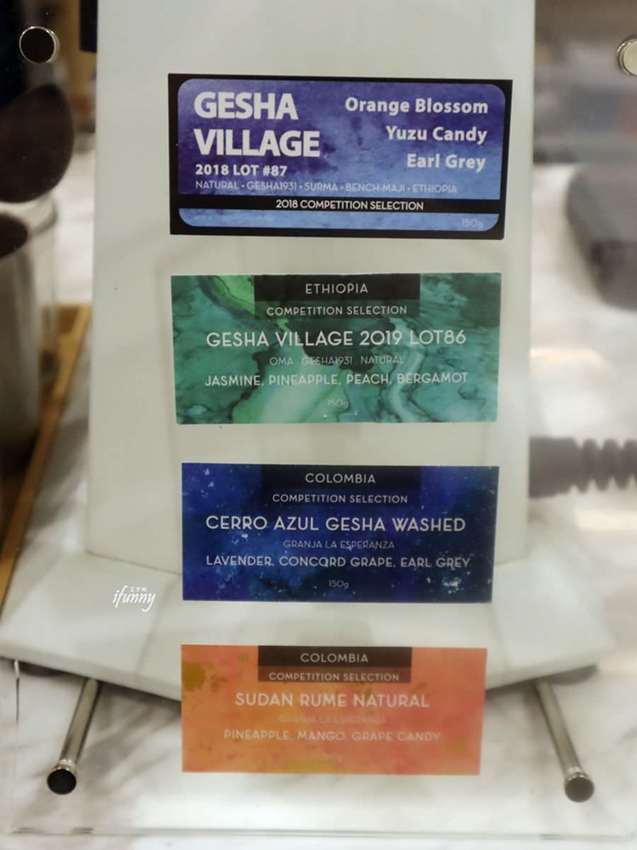 GESHA
VILLAGE
2018 LOT #87
Orange Blossom
Yuzu Candy
Earl Grey
NATURAL • GESHA1931 • SURMA • BENCH-MAJI • ETHIOPIA
2018 COMPETITION SELECTION
150g
ETHIOPIA
COMPETITION SELECTION
GESHA VILLAGE 2019 LOT86
OMA GESHA1931 NATURAL
JASMINE, PINEAPPLE, PEACH, BERGAMOT
150g
COLOMBIA
COMPETITION SELECTION
CERRO AZUL GESHA WASHED
GRANJA LA ESPERANZA
LAVENDER, CONCORD GRAPE, EARL GREY
150g
ifunny
COLOMBIA
COMPETITION SELECTION
SUDAN RUME NATURAL
GRANJA LA ESPERANZA
PINEAPPLE, MANGO, GRAPE CANDY